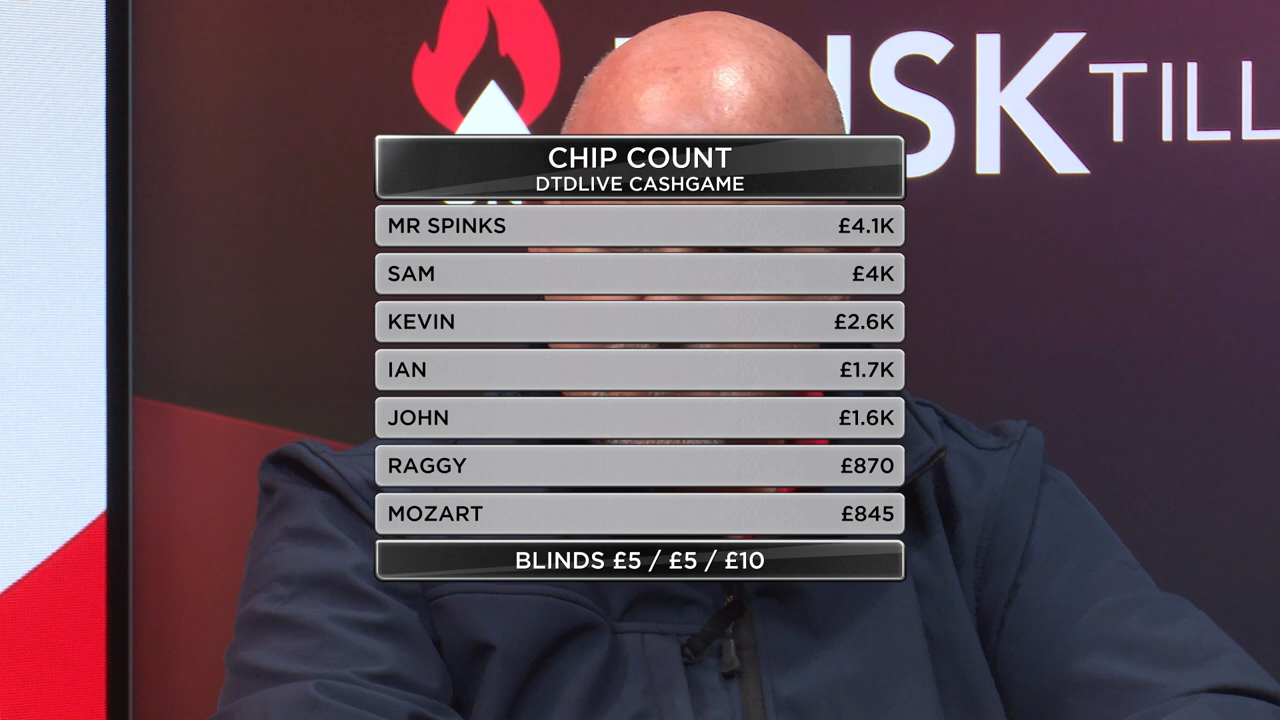 USK TILL
CHIP COUNT
DTDLIVE CASHGAME
MR SPINKS £4.1K
SAM £4K
KEVIN £2.6K
IAN £1.7K
JOHN £1.6K
RAGGY £870
MOZART £845
BLINDS £5 / £5 / £10